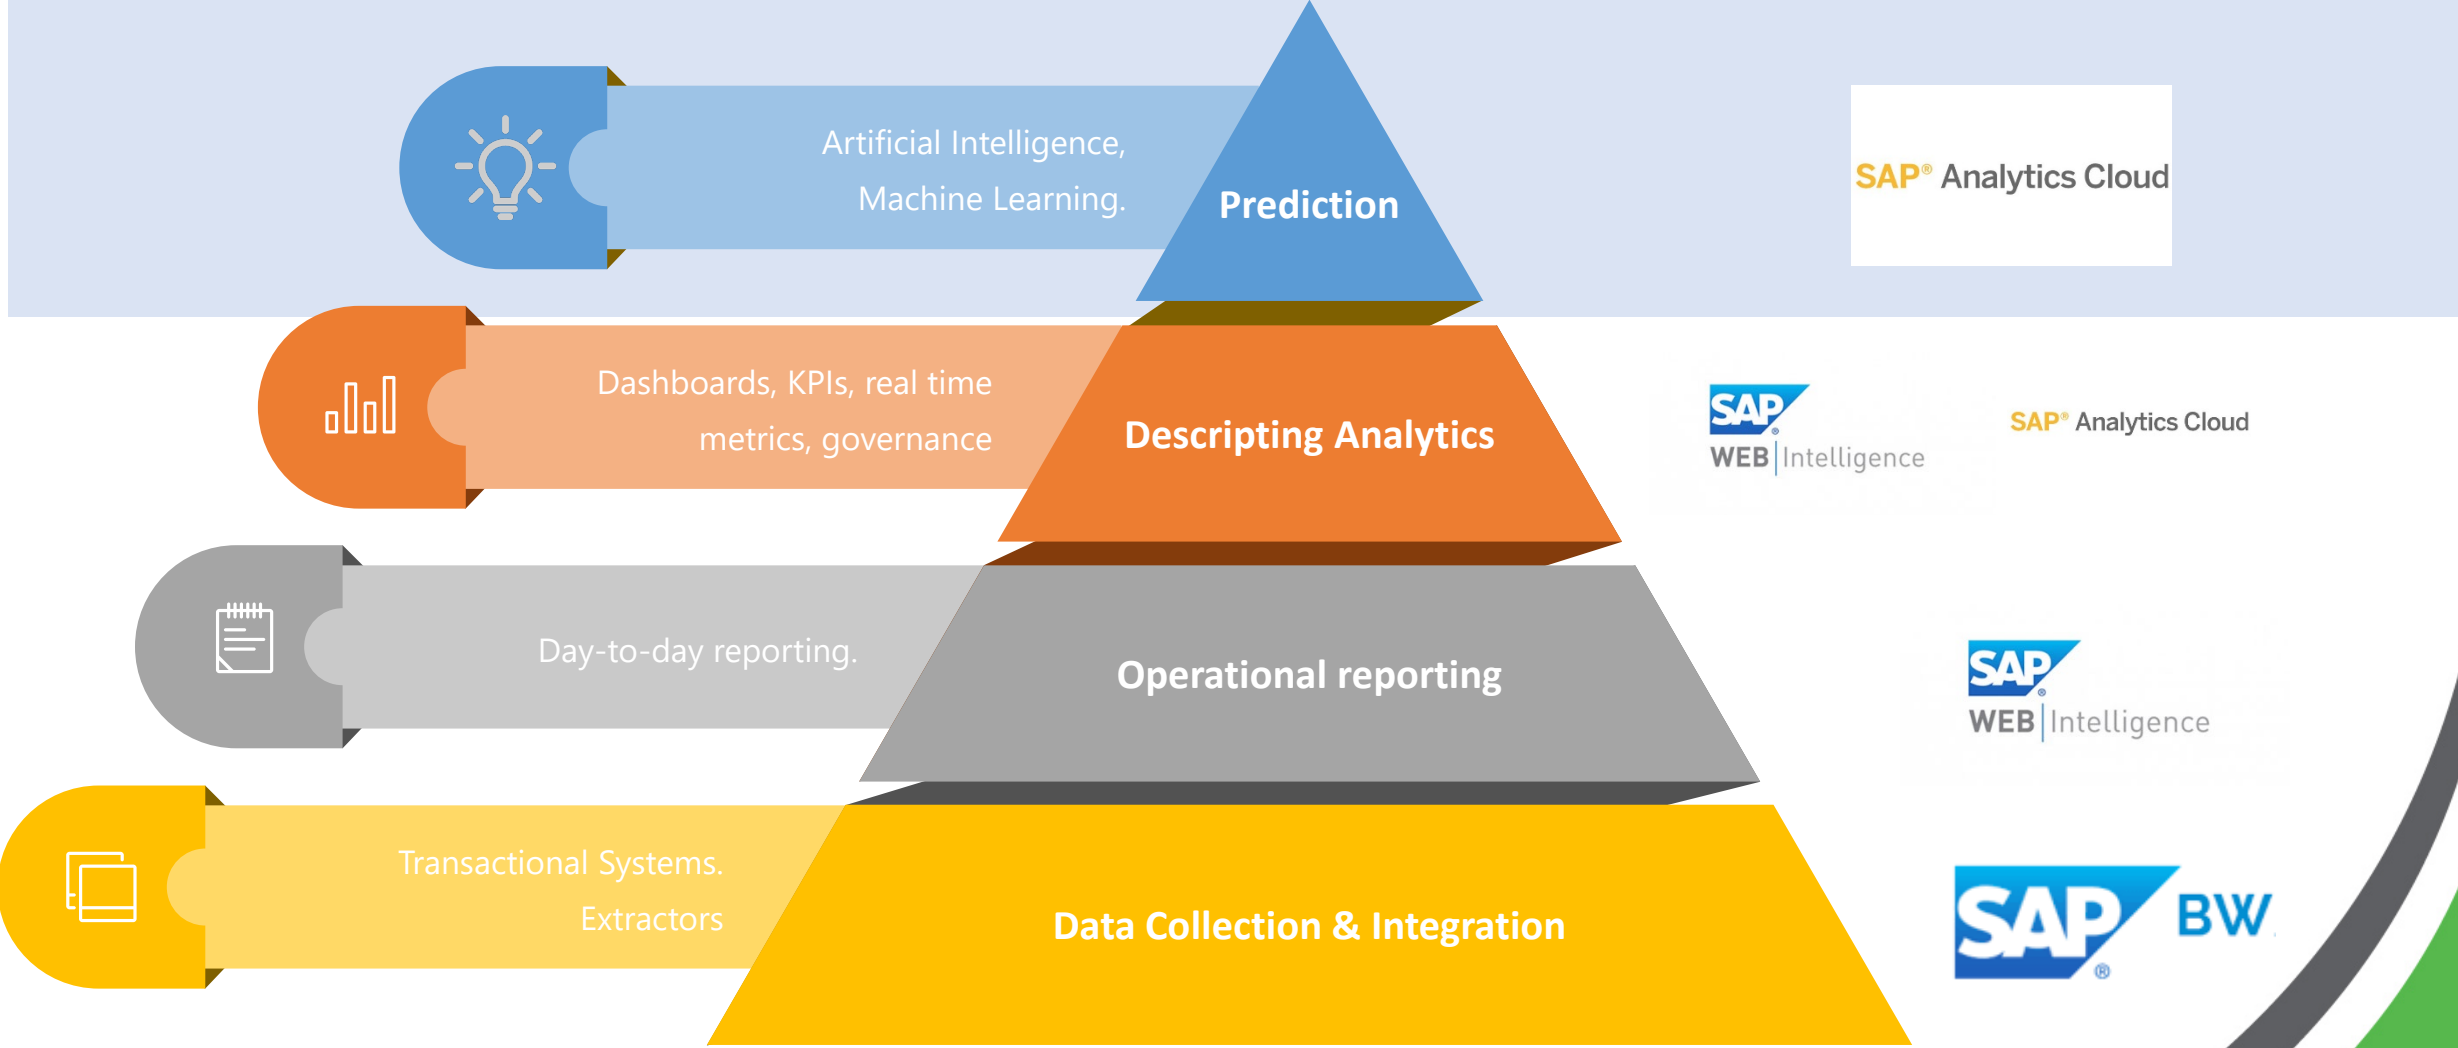 Artificial Intelligence,
Machine Learning.
Prediction
SAP® Analytics Cloud
Dashboards, KPIs, real time
metrics, governance
Descripting Analytics
SAP®
WEB Intelligence
SAP® Analytics Cloud
Day-to-day reporting.
Operational reporting
SAP®
WEB Intelligence
Transactional Systems.
Extractors
Data Collection & Integration
SAP® BW